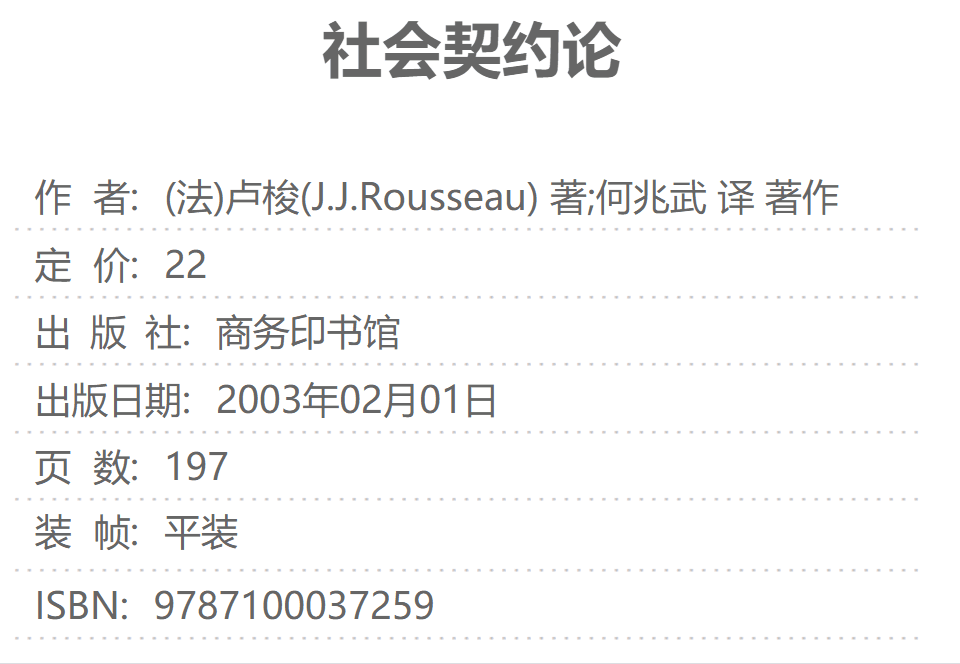 社会契约论
作 者: (法)卢梭(J.J.Rousseau) 著;何兆武 译 著作
定 价: 22
出 版 社: 商务印书馆
出版日期: 2003年02月01日
页 数: 197
装 帧: 平装
ISBN: 9787100037259